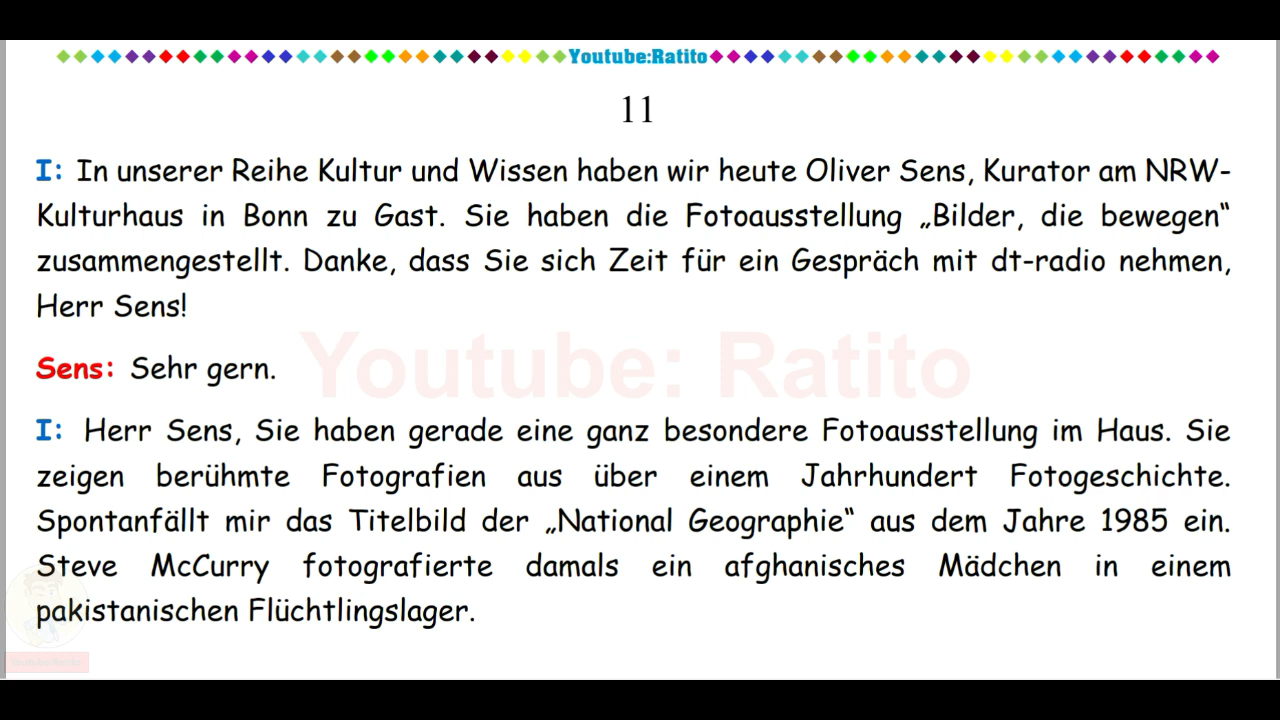 Youtube:Ratito
11
I: In unserer Reihe Kultur und Wissen haben wir heute Oliver Sens, Kurator am NRW-
Kulturhaus in Bonn zu Gast. Sie haben die Fotoausstellung „Bilder, die bewegen“
zusammengestellt. Danke, dass Sie sich Zeit für ein Gespräch mit dt-radio nehmen,
Herr Sens!
Sens: Sehr gern.
Youtube: Ratito
I: Herr Sens, Sie haben gerade eine ganz besondere Fotoausstellung im Haus. Sie
zeigen berühmte Fotografien aus über einem Jahrhundert Fotogeschichte.
Spontanfällt mir das Titelbild der „National Geographie“ aus dem Jahre 1985 ein.
Steve McCurry fotografierte damals ein afghanisches Mädchen in einem
pakistanischen Flüchtlingslager.
Youtube:Ratito